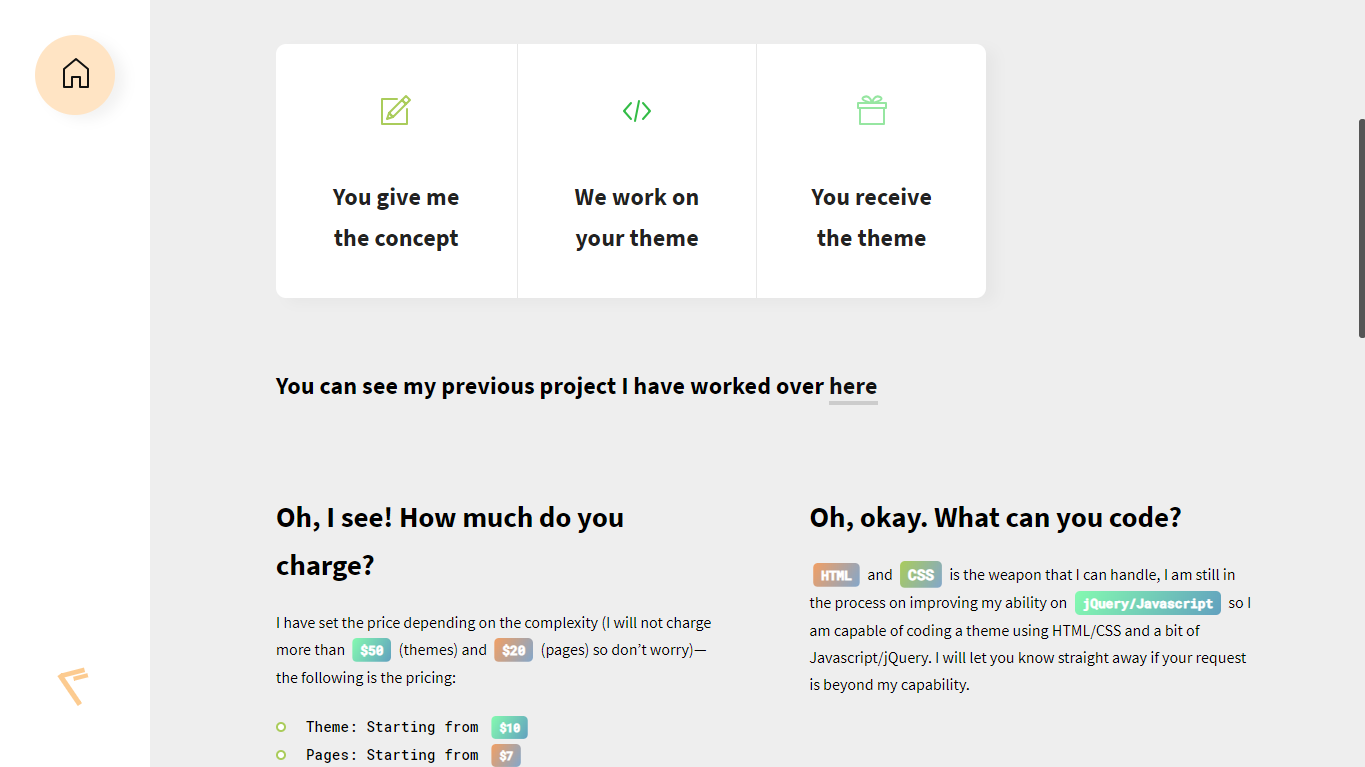 You give me
the concept
We work on
your theme
You receive
the theme
You can see my previous project I have worked over here
Oh, I see! How much do you
charge?
I have set the price depending on the complexity (I will not charge
more than $50 (themes) and $20 (pages) so don’t worry)—
the following is the pricing:
Theme: Starting from $10
Pages: Starting from $7
Oh, okay. What can you code?
HTML and CSS is the weapon that I can handle, I am still in
the process on improving my ability on jQuery/Javascript so I
am capable of coding a theme using HTML/CSS and a bit of
Javascript/jQuery. I will let you know straight away if your request
is beyond my capability.